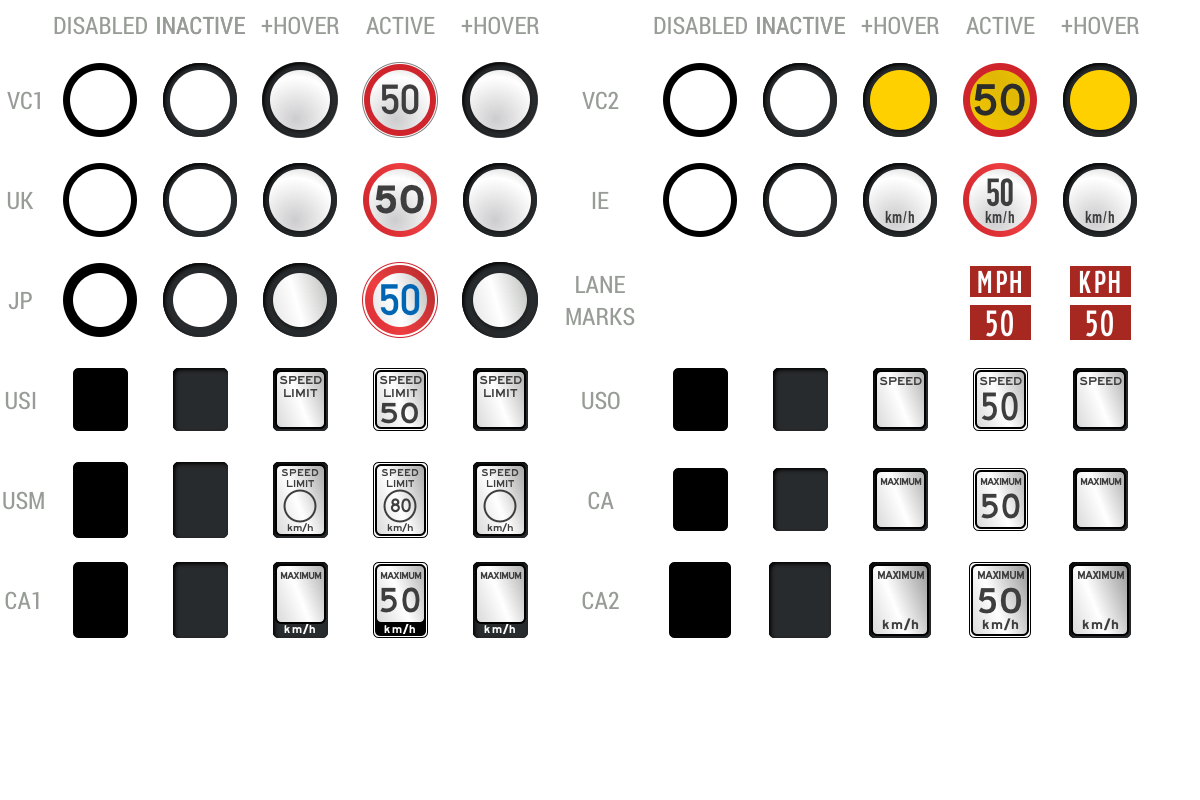 DISABLED INACTIVE +HOVER ACTIVE +HOVER DISABLED INACTIVE +HOVER ACTIVE +HOVER
VC1 50 VC2 50
UK 50 IE km/h 50 km/h km/h
JP 50
LANE MARKS
MPH KPH
50 50
USI
SPEED LIMIT
SPEED LIMIT 50
SPEED LIMIT
USO
SPEED
SPEED 50
SPEED
USM
SPEED LIMIT km/h
SPEED LIMIT 80 km/h
SPEED LIMIT km/h
CA
MAXIMUM
MAXIMUM 50
MAXIMUM
CA1
MAXIMUM km/h
MAXIMUM 50 km/h
MAXIMUM km/h
CA2
MAXIMUM km/h
MAXIMUM 50 km/h
MAXIMUM km/h